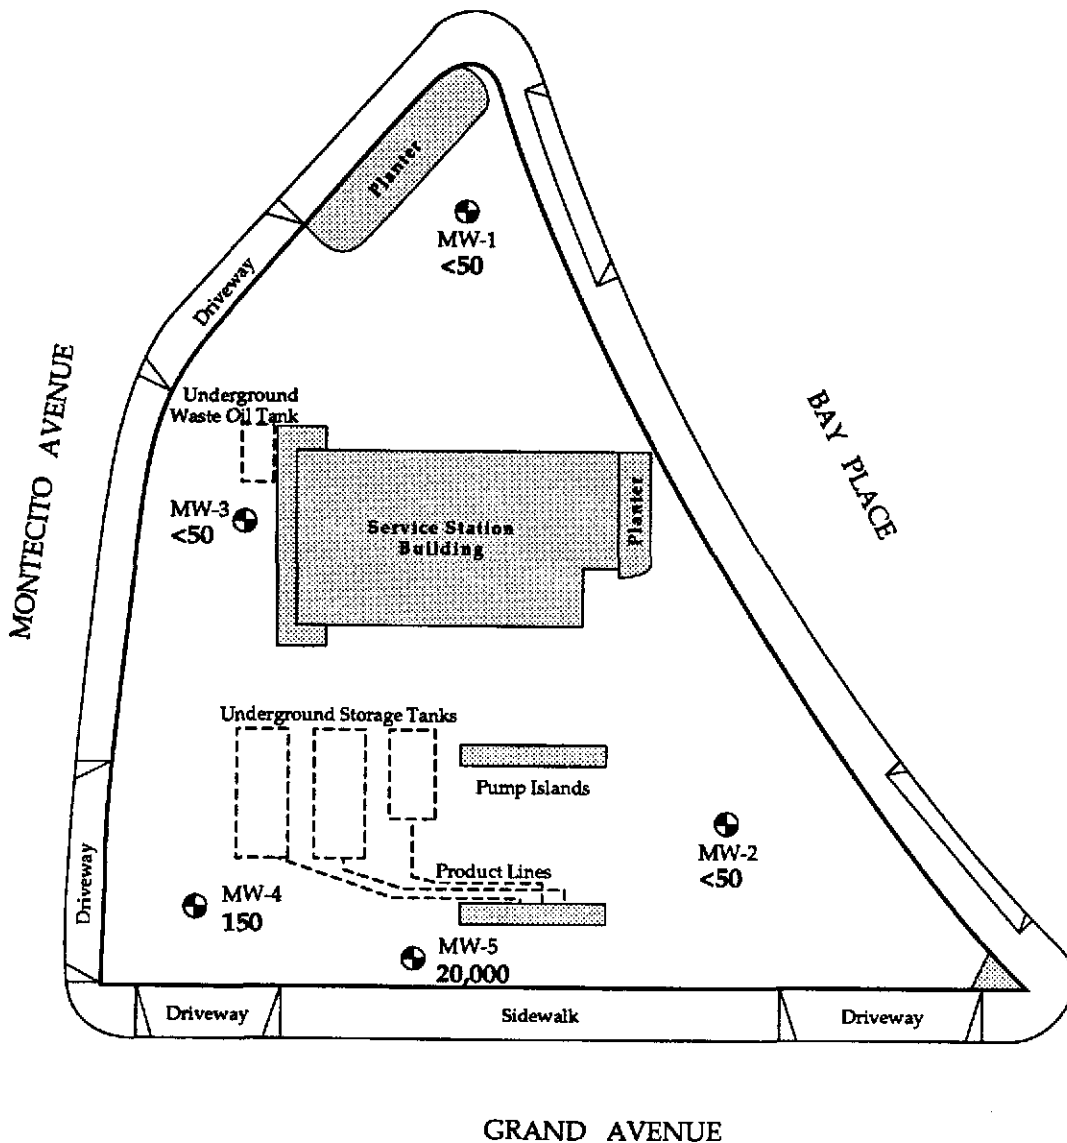 Planter
MW-1
<50
Driveway
MONTECITO AVENUE
Underground
Waste Oil Tank
BAY PLACE
MW-3
<50
Service Station
Building
Planter
Underground Storage Tanks
Pump Islands
MW-2
<50
Product Lines
Driveway
MW-4
150
MW-5
20,000
Driveway
Sidewalk
Driveway
GRAND AVENUE